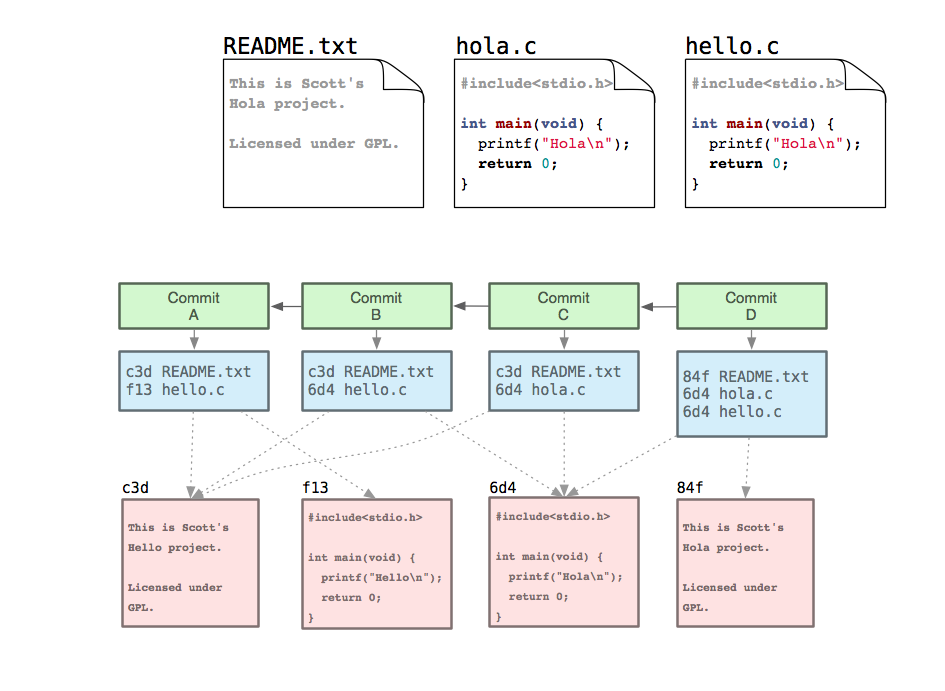 README.txt
This is Scott's
Hola project.
Licensed under GPL.
hola.c
#include<stdio.h>
int main(void) {
printf("Hola\n");
return 0;
}
hello.c
#include<stdio.h>
int main(void) {
printf("Hola\n");
return 0;
}
Commit
A
Commit
B
Commit
C
Commit
D
c3d README.txt
f13 hello.c
c3d README.txt
6d4 hello.c
c3d README.txt
6d4 hola.c
84f README.txt
6d4 hola.c
6d4 hello.c
c3d
This is Scott's
Hello project.
Licensed under
GPL.
f13
#include<stdio.h>
int main(void) {
printf("Hello\n");
return 0;
}
6d4
#include<stdio.h>
int main(void) {
printf("Hola\n");
return 0;
}
84f
This is Scott's
Hola project.
Licensed under
GPL.